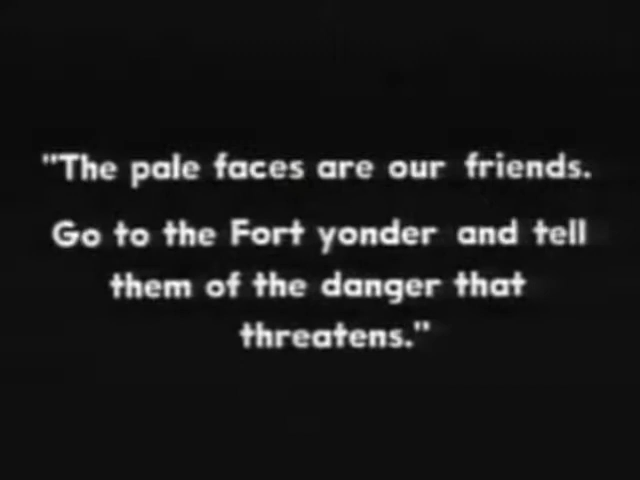 "The pale faces are our friends.
Go to the Fort yonder and tell
them of the danger that
threatens."